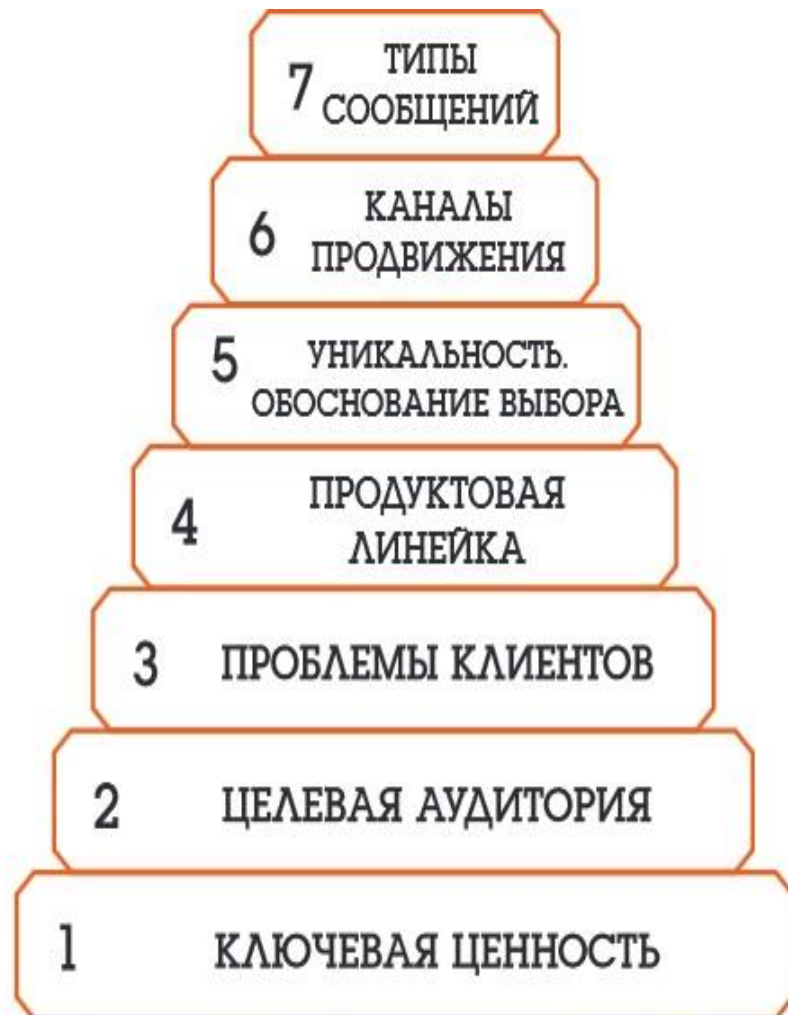 7 ТИПЫ
СООБЩЕНИЙ
6 КАНАЛЫ
ПРОДВИЖЕНИЯ
5 УНИКАЛЬНОСТЬ.
ОБОСНОВАНИЕ ВЫБОРА
4 ПРОДУКТОВАЯ
ЛИНЕЙКА
3 ПРОБЛЕМЫ КЛИЕНТОВ
2 ЦЕЛЕВАЯ АУДИТОРИЯ
1 КЛЮЧЕВАЯ ЦЕННОСТЬ